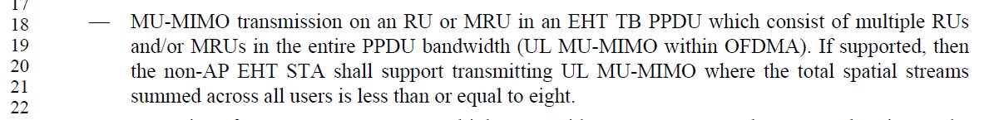 17
18 — MU-MIMO transmission on an RU or MRU in an EHT TB PPDU which consist of multiple RUs
19 and/or MRUs in the entire PPDU bandwidth (UL MU-MIMO within OFDMA). If supported, then
20 the non-AP EHT STA shall support transmitting UL MU-MIMO where the total spatial streams
21 summed across all users is less than or equal to eight.
22